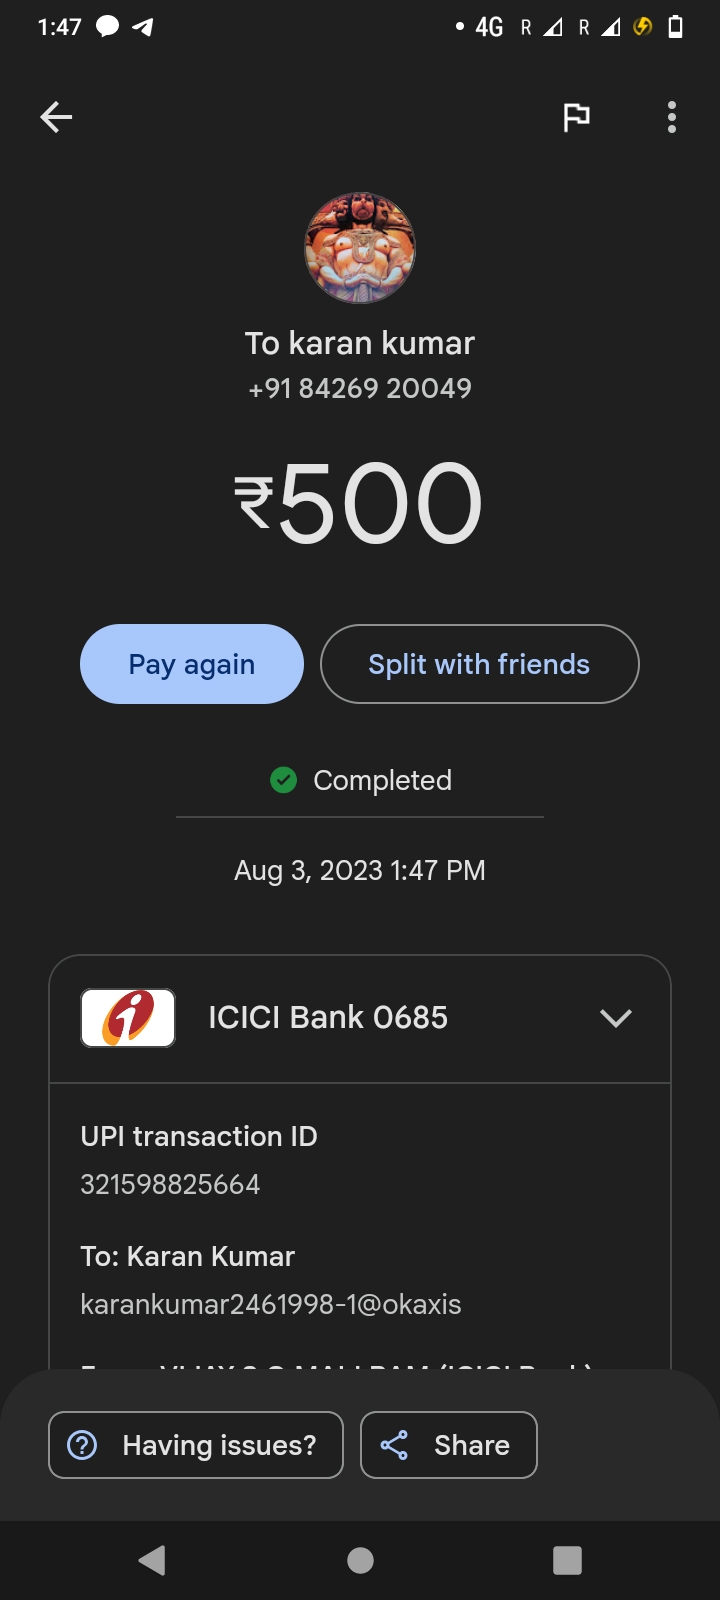 1:47
4G R R
To karan kumar
+91 84269 20049
₹500
Pay again
Split with friends
Completed
Aug 3, 2023 1:47 PM
ICICI Bank 0685
UPI transaction ID
321598825664
To: Karan Kumar
karankumar2461998-1@okaxis
Having issues?
Share